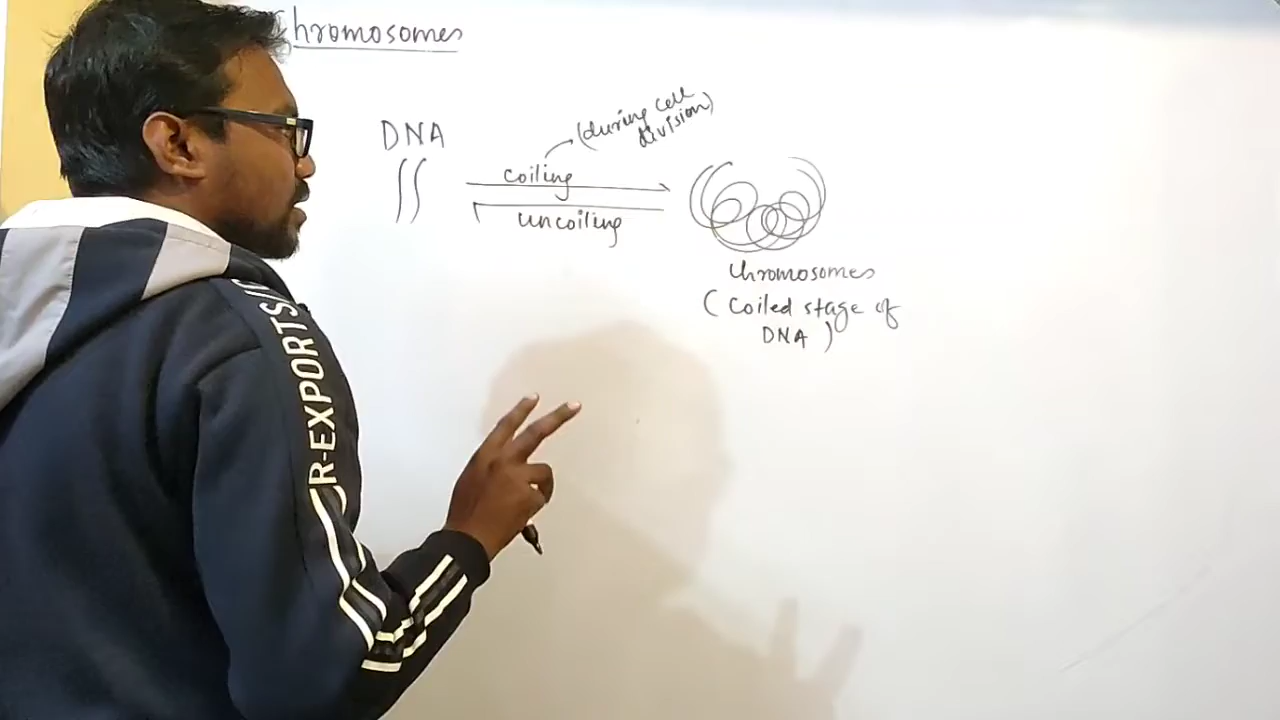 Chromosomes
DNA
coiling
(during cell
division)
uncoiling
Chromosomes
(Coiled stage of
DNA)
R-EXPORTS